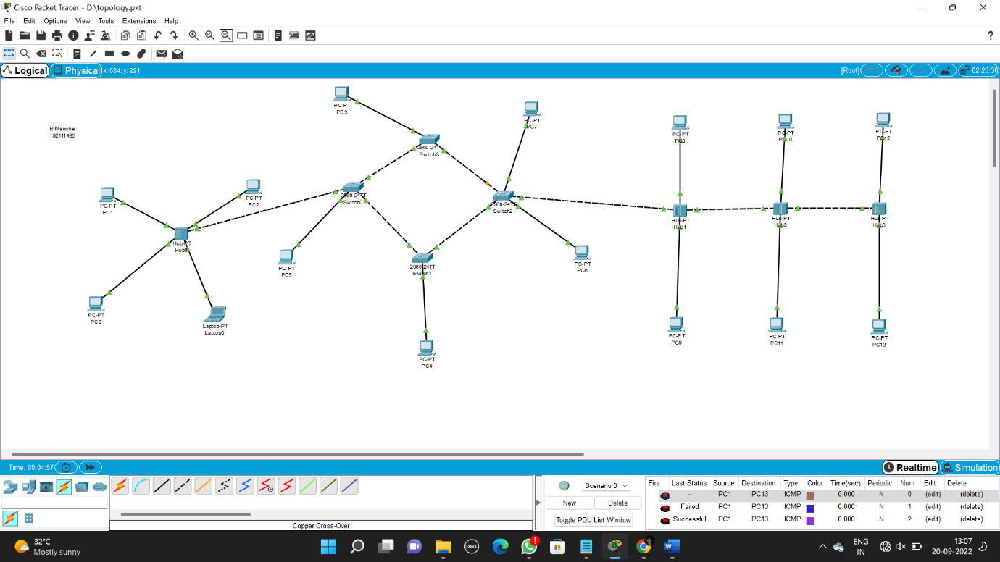 Cisco Packet Tracer - D:\topology.pkt
File Edit Options View Tools Extensions Help
?
Logical Physical x: 684, y: 221 [Root] 02:28:30
B.Manohar
192111495
PC-PT
PC3
PC-PT
PC7
PC-PT
PC8
PC-PT
PC10
PC-PT
PC12
2960-24TT
Switch3
PC-PT
PC1
PC-PT
PC2
2960-24TT
Switch0
2960-24TT
Switch2
Hub-PT
Hub1
Hub-PT
Hub2
Hub-PT
Hub3
Hub-PT
Hub0
PC-PT
PC5
2960-24TT
Switch1
PC-PT
PC6
PC-PT
PC0
Laptop-PT
Laptop0
PC-PT
PC4
PC-PT
PC9
PC-PT
PC11
PC-PT
PC13
Time: 00:04:57 Realtime Simulation
Scenario 0
New Delete
Toggle PDU List Window
Copper Cross-Over
Fire Last Status Source Destination Type Color Time(sec) Periodic Num Edit Delete
-- PC1 PC13 ICMP 0.000 N 0 (edit) (delete)
Failed PC1 PC13 ICMP 0.000 N 1 (edit) (delete)
Successful PC1 PC13 ICMP 0.000 N 2 (edit) (delete)
32°C
Mostly sunny
DELL
W
ENG
IN
13:07
20-09-2022